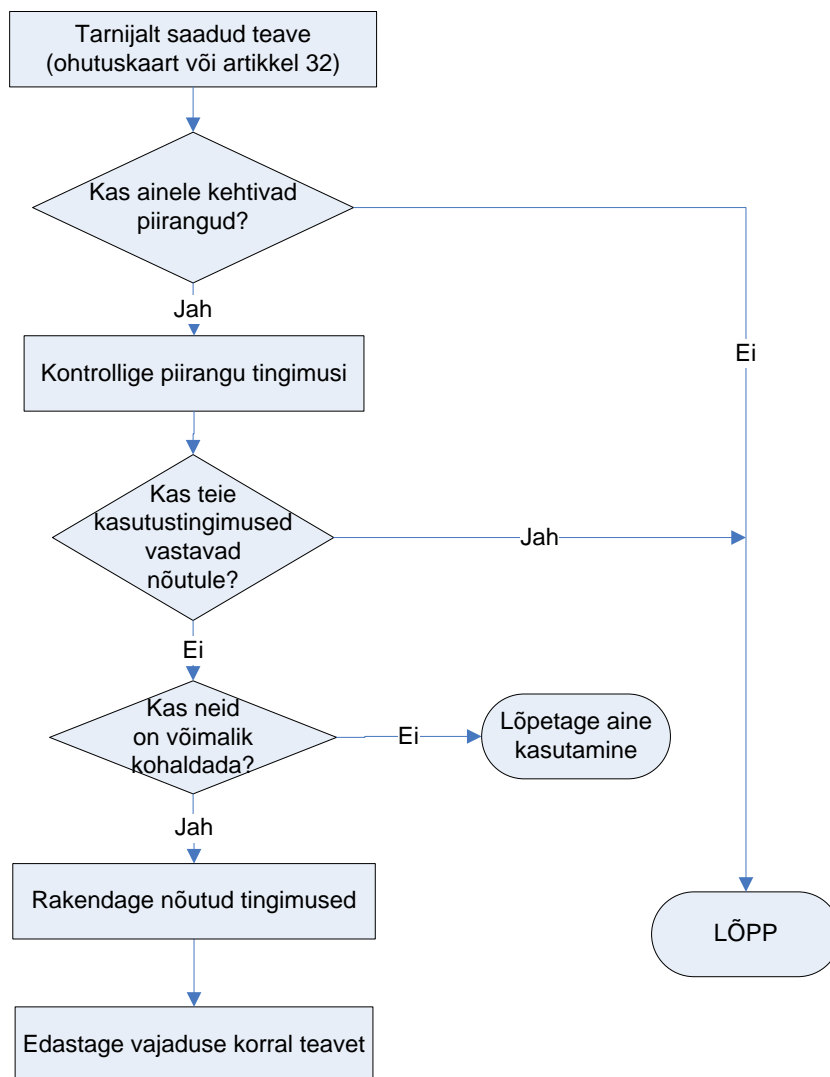 Tarnijalt saadud teave
(ohutuskaart või artikkel 32)
Kas ainele kehtivad
piirangud?
Jah
Ei
Kontrollige piirangu tingimusi
Kas teie
kasutustingimused
vastavad
nõutule?
Jah
Ei
Kas neid
on võimalik
kohaldada?
Ei
Lõpetage aine
kasutamine
Jah
Rakendage nõutud tingimused
LÕPP
Edastage vajaduse korral teavet